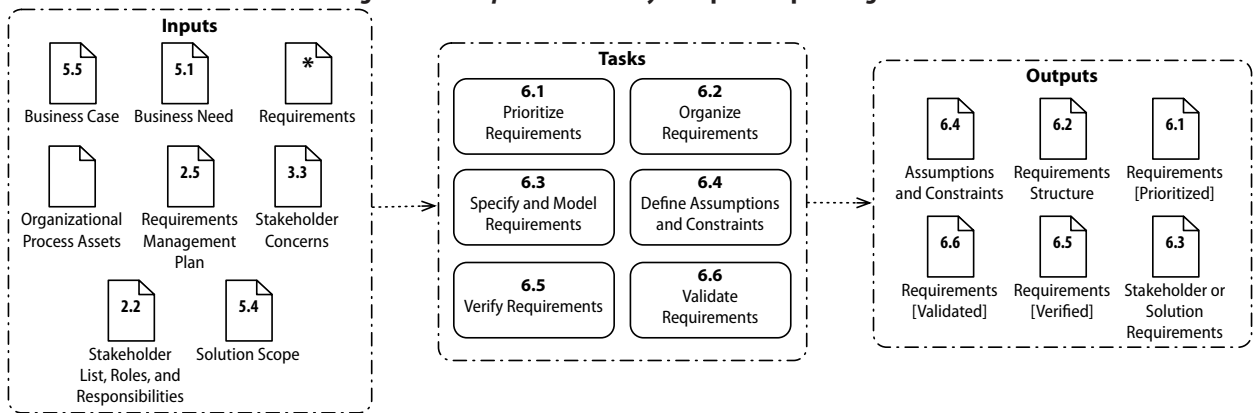 Inputs
5.5
Business Case
5.1
Business Need
*
Requirements
Organizational
Process Assets
2.5
Requirements
Management
Plan
3.3
Stakeholder
Concerns
2.2
Stakeholder
List, Roles, and
Responsibilities
5.4
Solution Scope
Tasks
6.1
Prioritize
Requirements
6.2
Organize
Requirements
6.3
Specify and Model
Requirements
6.4
Define Assumptions
and Constraints
6.5
Verify Requirements
6.6
Validate
Requirements
Outputs
6.4
Assumptions
and Constraints
6.2
Requirements
Structure
6.1
Requirements
[Prioritized]
6.6
Requirements
[Validated]
6.5
Requirements
[Verified]
6.3
Stakeholder or
Solution
Requirements